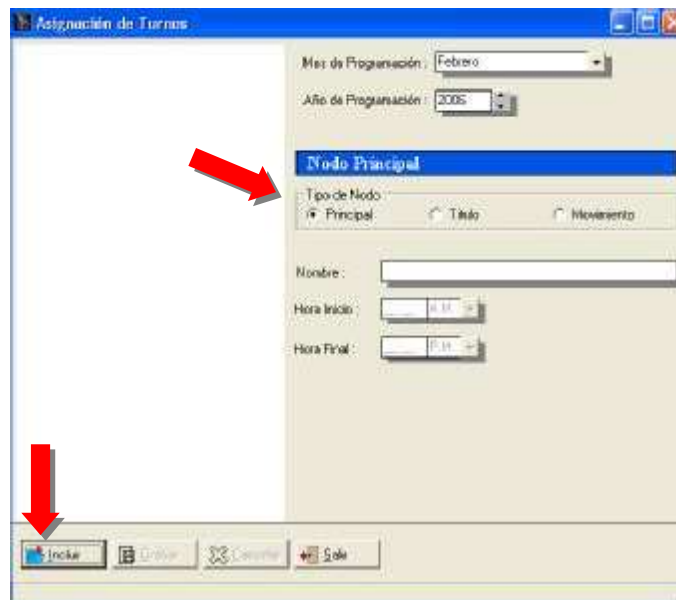 Asignación de Turnos
Mes de Programación : Febrero
Año de Programación : 2006
Nodo Principal
Tipo de Nodo
Principal Título Movimiento
Nombre :
Hora Inicio : A.M.
Hora Final : P.M.
Incluir Grabar Cancelar Salir